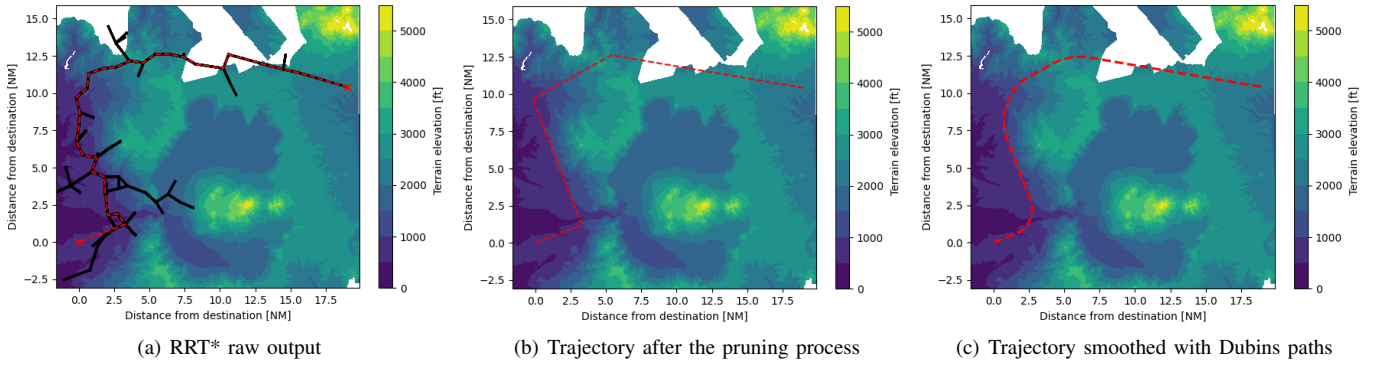 15.0
12.5
10.0
7.5
5.0
2.5
0.0
−2.5
Distance from destination [NM]
0.0 2.5 5.0 7.5 10.0 12.5 15.0 17.5
Distance from destination [NM]
5000
4000
3000
2000
1000
0
Terrain elevation [ft]
(a) RRT* raw output
15.0
12.5
10.0
7.5
5.0
2.5
0.0
−2.5
Distance from destination [NM]
0.0 2.5 5.0 7.5 10.0 12.5 15.0 17.5
Distance from destination [NM]
5000
4000
3000
2000
1000
0
Terrain elevation [ft]
(b) Trajectory after the pruning process
15.0
12.5
10.0
7.5
5.0
2.5
0.0
−2.5
Distance from destination [NM]
0.0 2.5 5.0 7.5 10.0 12.5 15.0 17.5
Distance from destination [NM]
5000
4000
3000
2000
1000
0
Terrain elevation [ft]
(c) Trajectory smoothed with Dubins paths